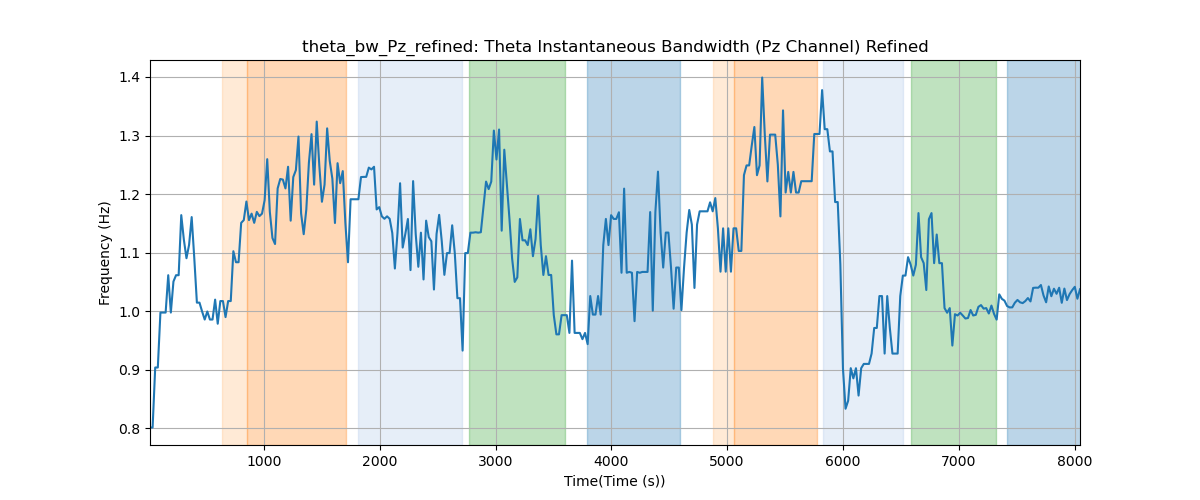 theta_bw_Pz_refined: Theta Instantaneous Bandwidth (Pz Channel) Refined
Frequency (Hz)
1.4
1.3
1.2
1.1
1.0
0.9
0.8
1000 2000 3000 4000 5000 6000 7000 8000
Time(Time (s))